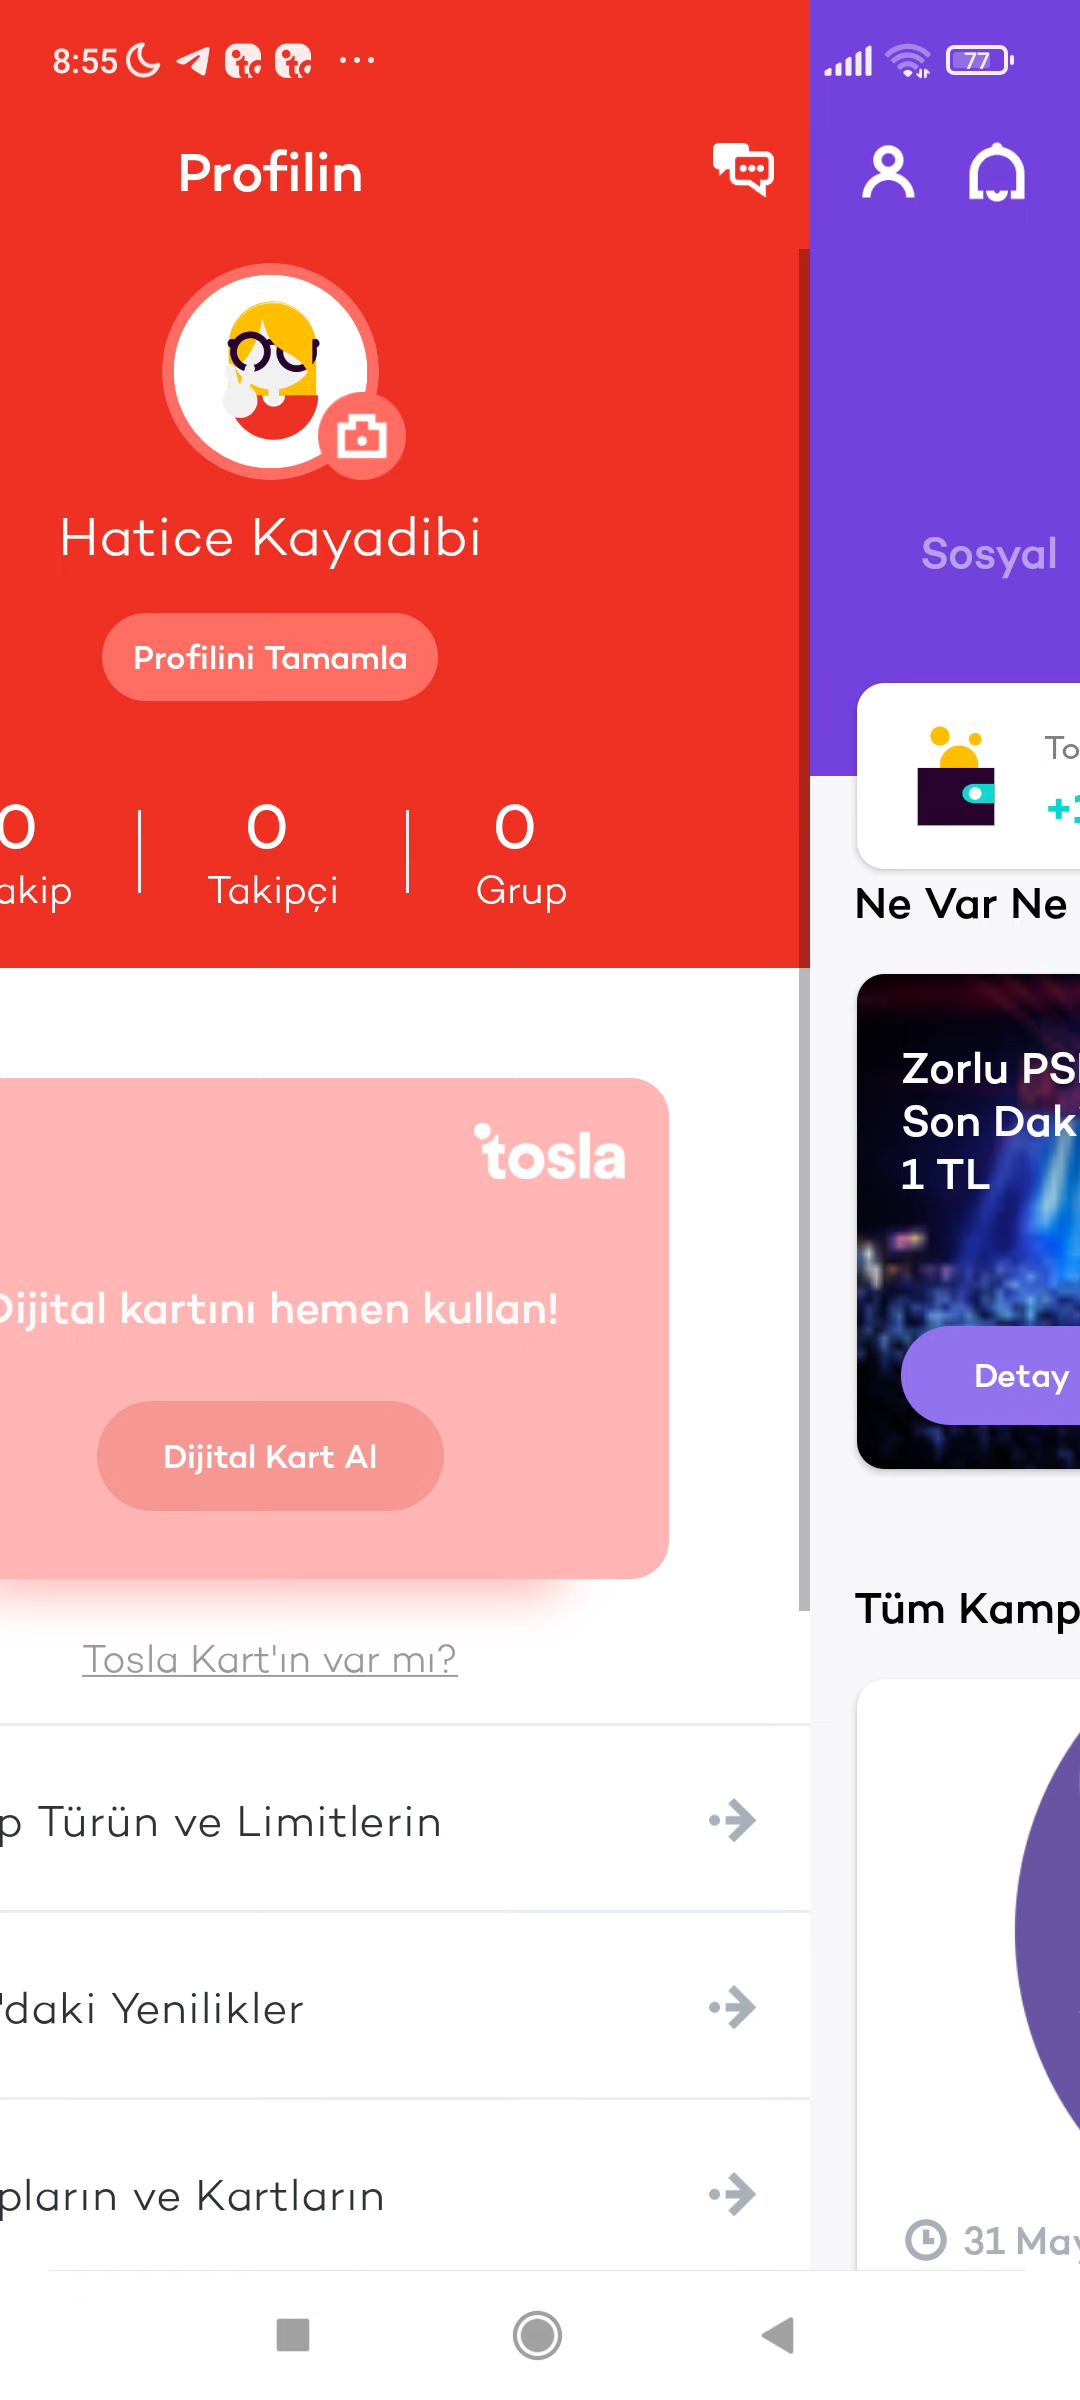 8:55
77
Profilin
Hatice Kayadibi
Profilini Tamamla
0
0
0
akip
Takipçi
Grup
tosla
Dijital kartını hemen kullan!
Dijital Kart Al
Tosla Kart'ın var mı?
p Türün ve Limitlerin
'daki Yenilikler
pların ve Kartların
Sosyal
To
Ne Var Ne
Zorlu PS
Son Dak
1 TL
Detay
Tüm Kamp
31 May